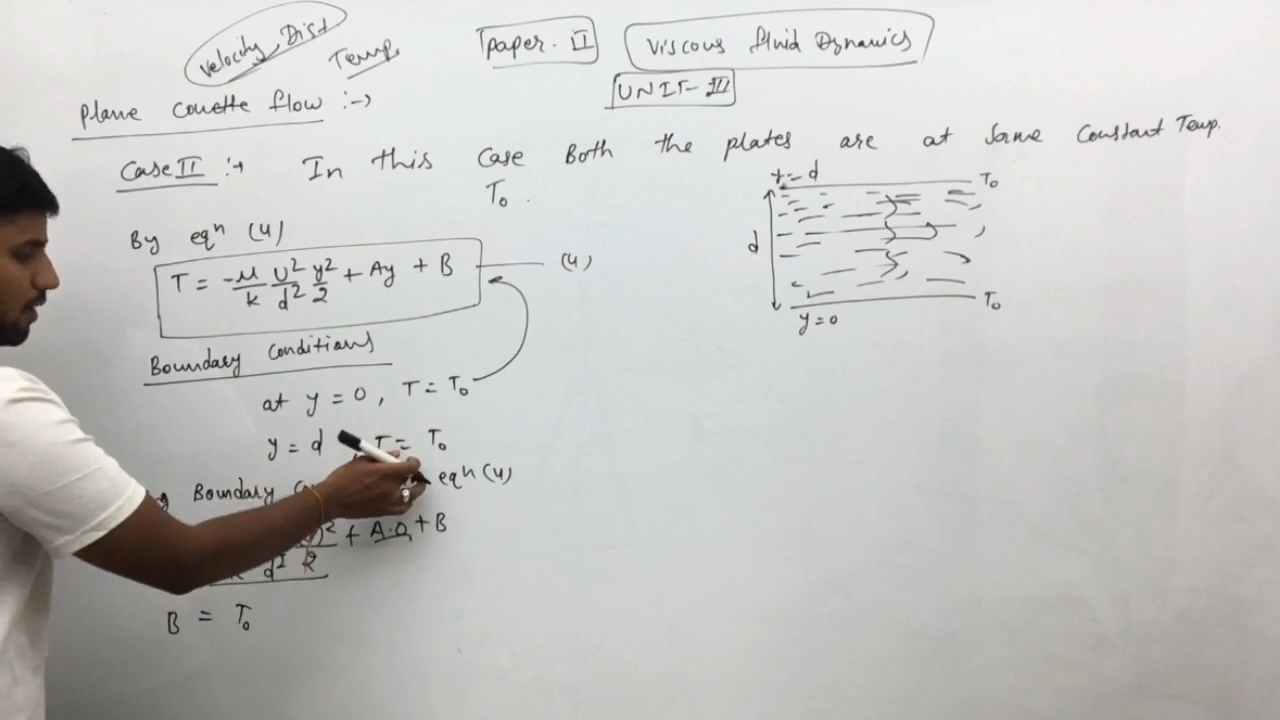 Velocity Dist
Temp.
paper-II
Viscous fluid Dynamics
UNIT-III
Plane couette flow :->
Case II :→ In this case Both the plates are at same constant Temp.
T₀.
y = d T₀
d
y=0 T₀
By eqⁿ (4)
T = -μ/k U²/d² y²/2 + Ay + B — (4)
Boundary conditions
at y = 0, T = T₀
y = d T = T₀
Boundary eqⁿ (4)
² + A.0 + B
d² 2
B = T₀